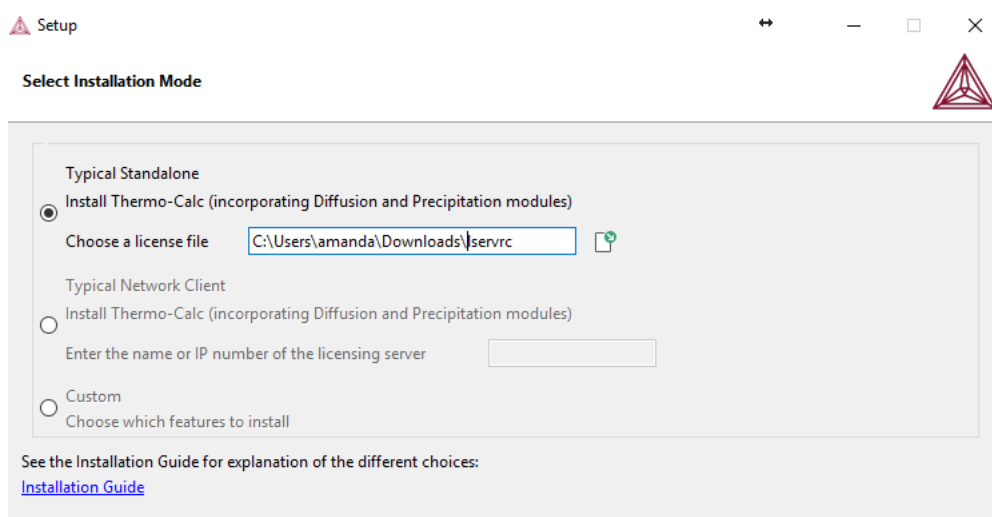 Setup
Select Installation Mode
Typical Standalone
Install Thermo-Calc (incorporating Diffusion and Precipitation modules)
Choose a license file C:\Users\amanda\Downloads\lservrc
Typical Network Client
Install Thermo-Calc (incorporating Diffusion and Precipitation modules)
Enter the name or IP number of the licensing server
Custom
Choose which features to install
See the Installation Guide for explanation of the different choices:
Installation Guide